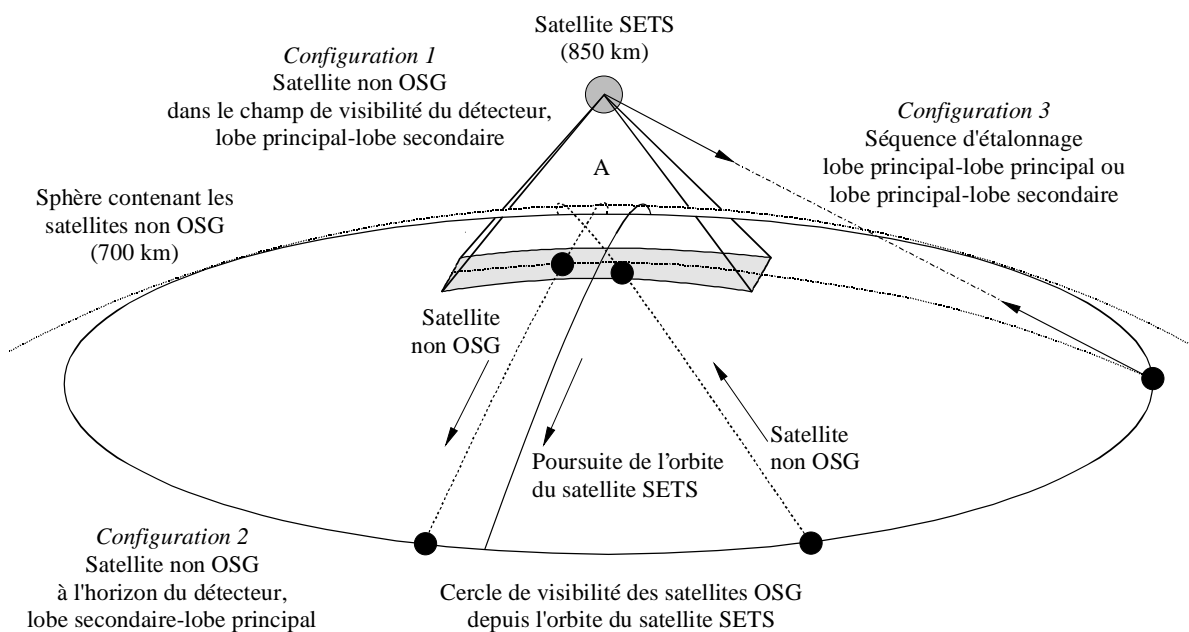 Satellite SETS
(850 km)
Configuration 1
Satellite non OSG
dans le champ de visibilité du détecteur,
lobe principal-lobe secondaire
Configuration 3
Séquence d'étalonnage
lobe principal-lobe principal ou
lobe principal-lobe secondaire
A
Sphère contenant les
satellites non OSG
(700 km)
Satellite
non OSG
Poursuite de l'orbite
du satellite SETS
Satellite
non OSG
Configuration 2
Satellite non OSG
à l'horizon du détecteur,
lobe secondaire-lobe principal
Cercle de visibilité des satellites OSG
depuis l'orbite du satellite SETS